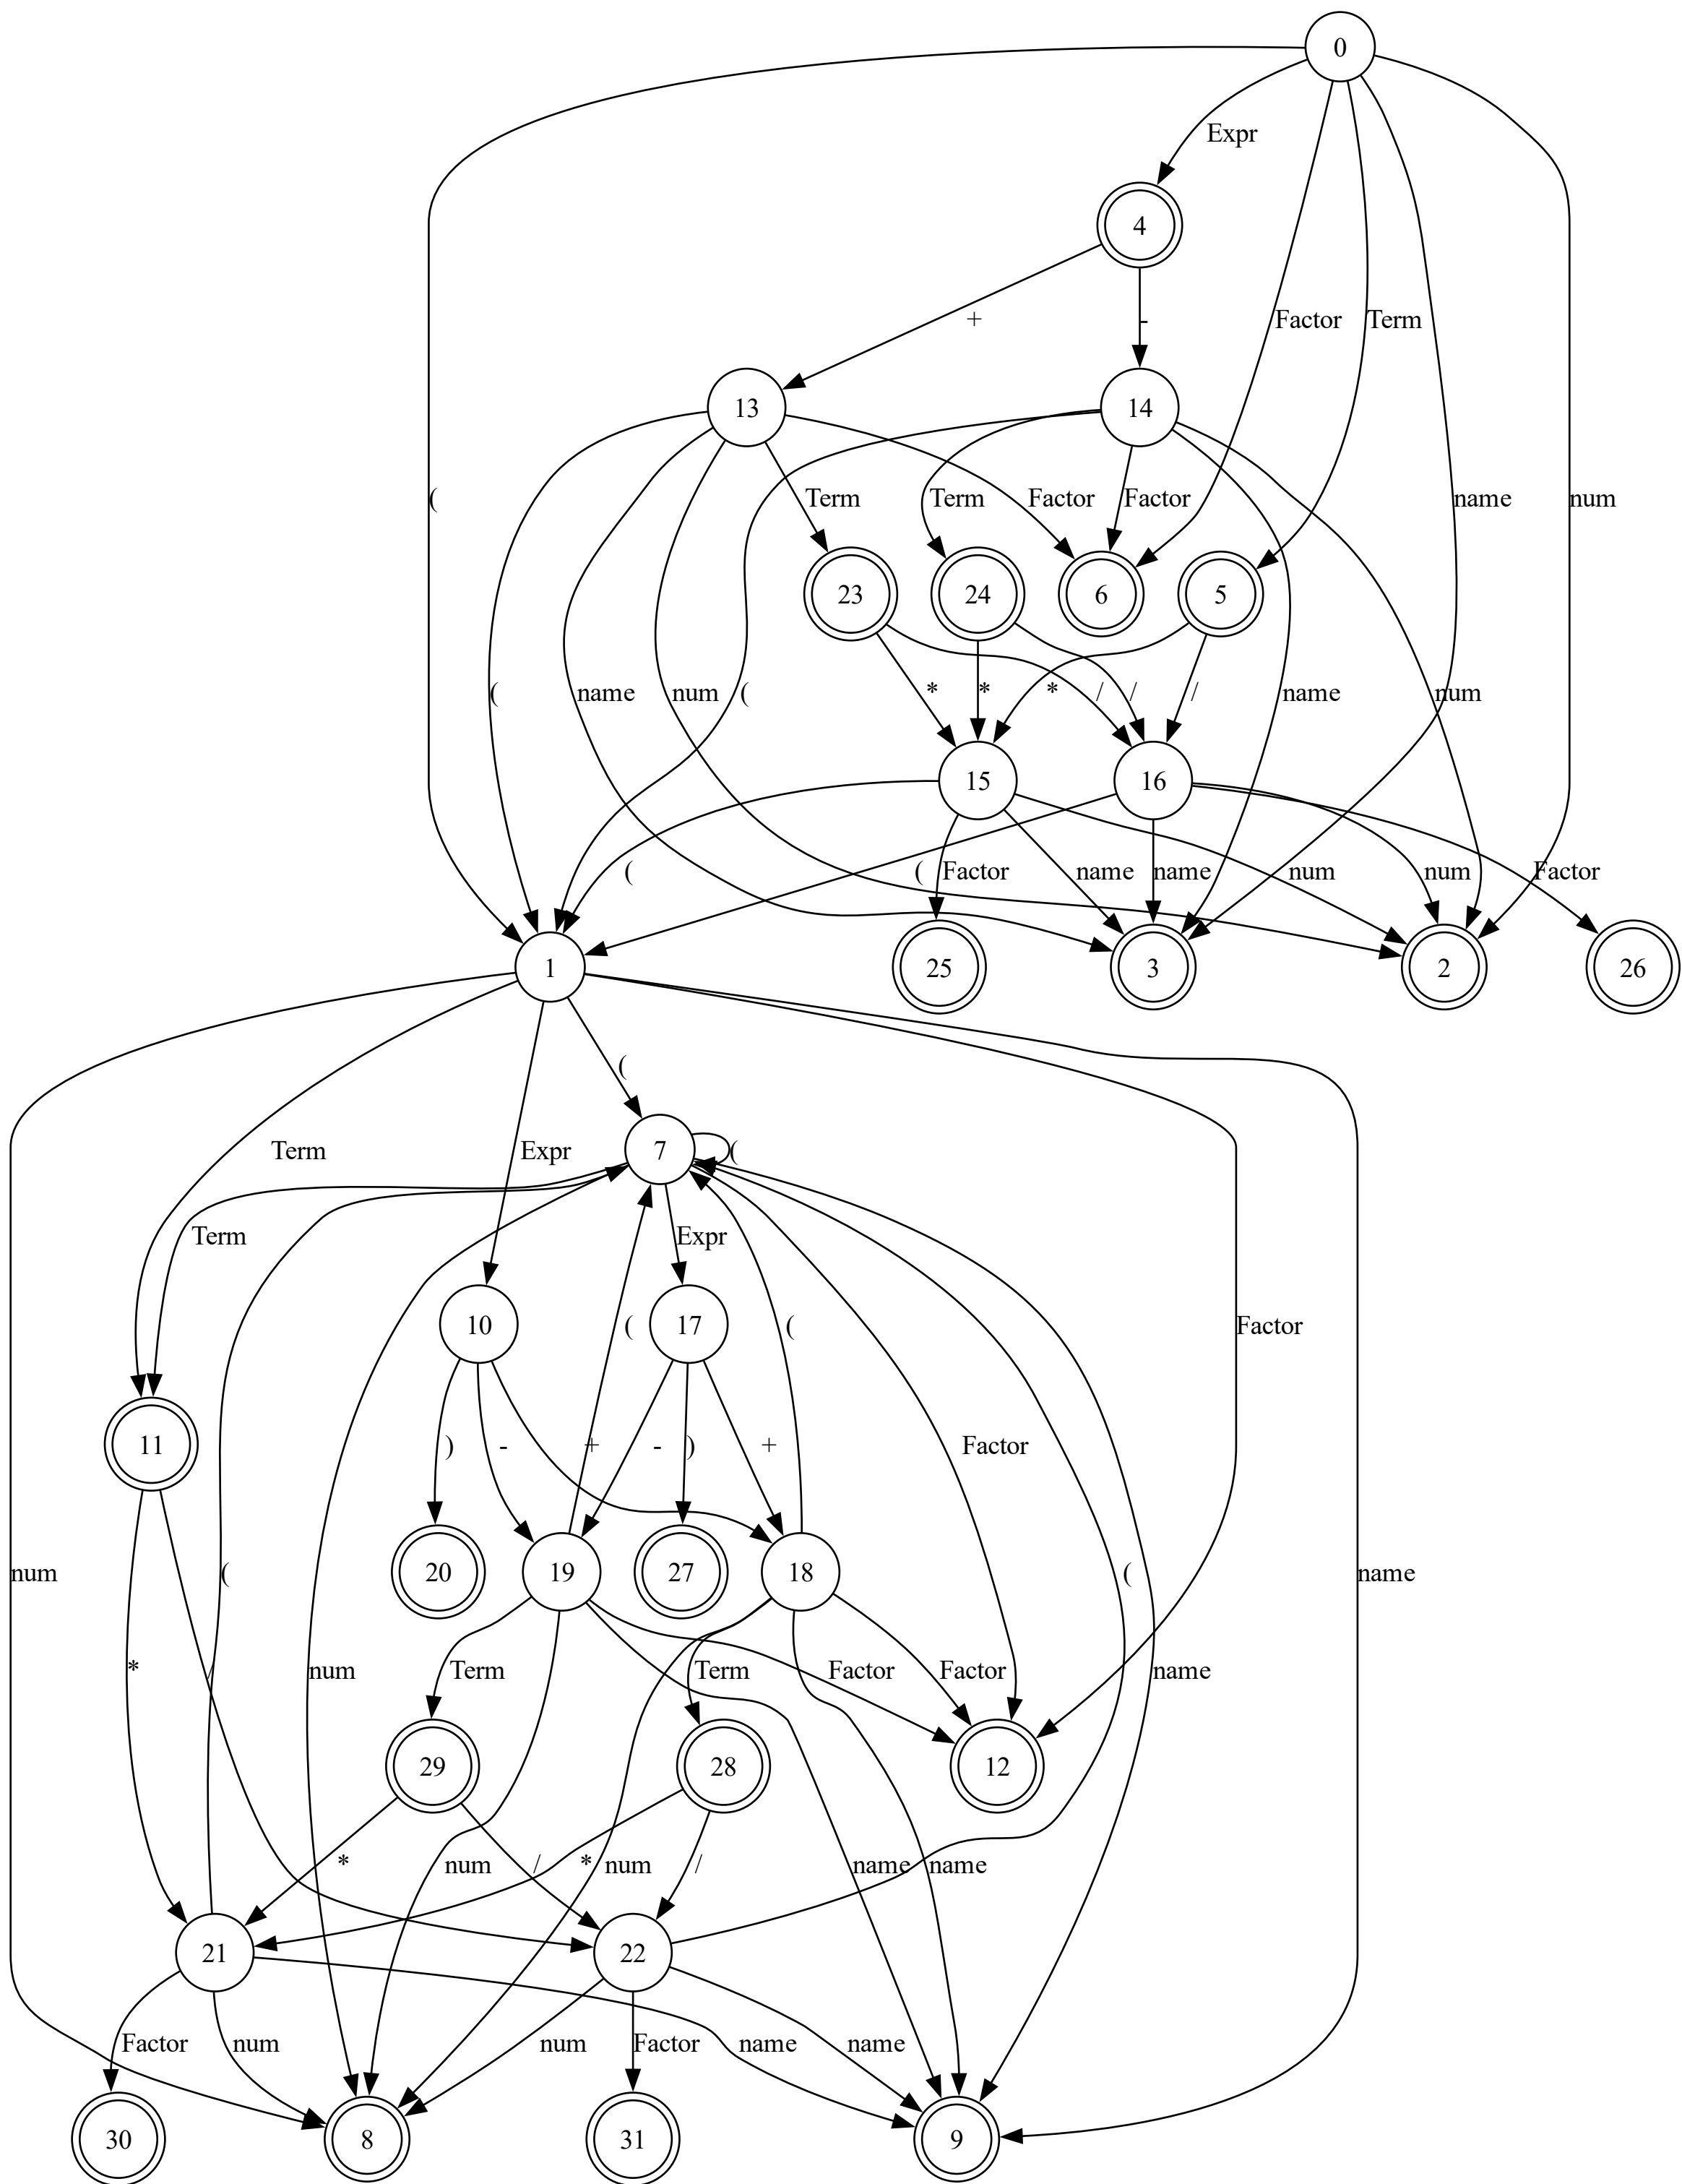 0
Expr
4
+ - Factor Term
13 14
( ( Term Factor Term Factor name num
23 24 6 5
( name num ( * * * / / / name num
15 16
( ( Factor name name num num Factor
1 25 3 2 26
(
Term Expr 7 (
Term Expr
10 ( 17 ( Factor
11 ) - + - ) + Factor
num ( 20 19 27 18 ( name
* / num Term Term Factor Factor name
29 28 12
* / num * num / name name
21 22
Factor num num Factor name name
30 8 31 9